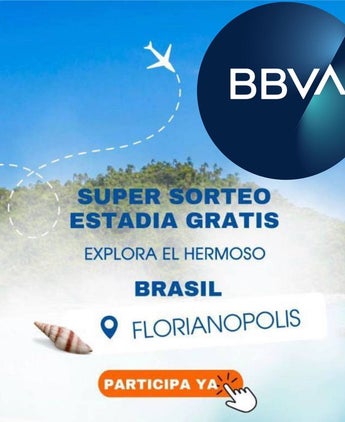 BBVA
SUPER SORTEO
ESTADIA GRATIS
EXPLORA EL HERMOSO
BRASIL
FLORIANOPOLIS
PARTICIPA YA